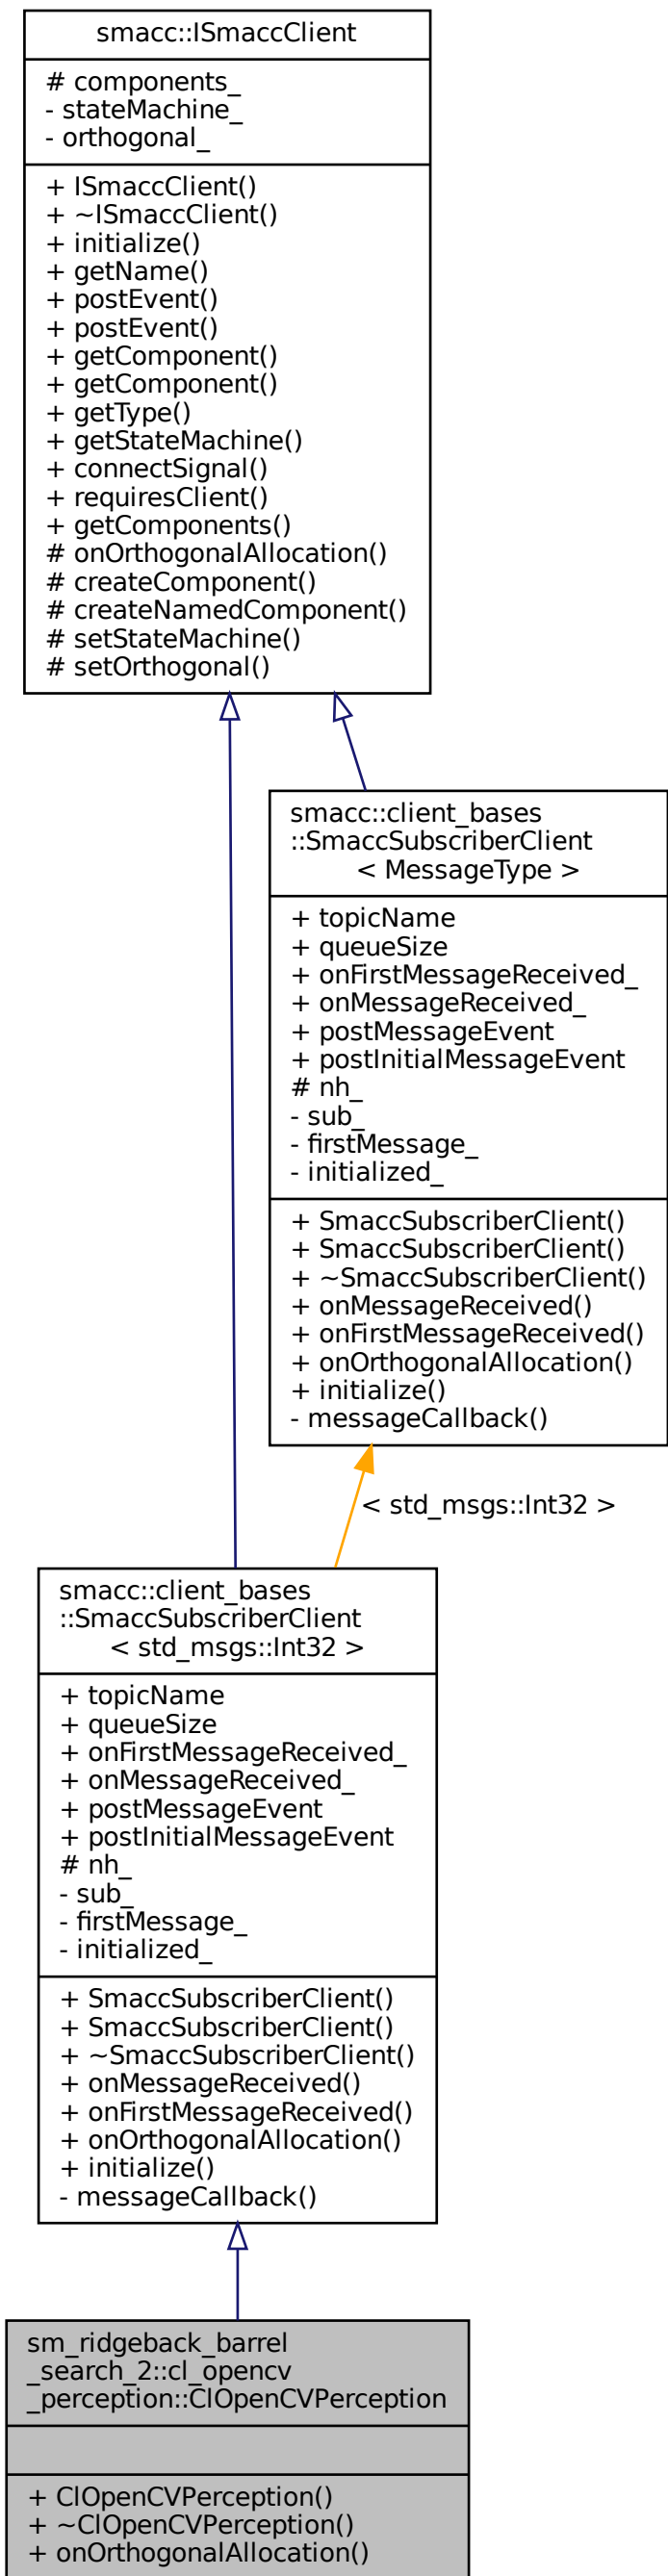 smacc::ISmaccClient
# components_
- stateMachine_
- orthogonal_
+ ISmaccClient()
+ ~ISmaccClient()
+ initialize()
+ getName()
+ postEvent()
+ postEvent()
+ getComponent()
+ getComponent()
+ getType()
+ getStateMachine()
+ connectSignal()
+ requiresClient()
+ getComponents()
# onOrthogonalAllocation()
# createComponent()
# createNamedComponent()
# setStateMachine()
# setOrthogonal()
smacc::client_bases
::SmaccSubscriberClient
< MessageType >
+ topicName
+ queueSize
+ onFirstMessageReceived_
+ onMessageReceived_
+ postMessageEvent
+ postInitialMessageEvent
# nh_
- sub_
- firstMessage_
- initialized_
+ SmaccSubscriberClient()
+ SmaccSubscriberClient()
+ ~SmaccSubscriberClient()
+ onMessageReceived()
+ onFirstMessageReceived()
+ onOrthogonalAllocation()
+ initialize()
- messageCallback()
< std_msgs::Int32 >
smacc::client_bases
::SmaccSubscriberClient
< std_msgs::Int32 >
+ topicName
+ queueSize
+ onFirstMessageReceived_
+ onMessageReceived_
+ postMessageEvent
+ postInitialMessageEvent
# nh_
- sub_
- firstMessage_
- initialized_
+ SmaccSubscriberClient()
+ SmaccSubscriberClient()
+ ~SmaccSubscriberClient()
+ onMessageReceived()
+ onFirstMessageReceived()
+ onOrthogonalAllocation()
+ initialize()
- messageCallback()
sm_ridgeback_barrel
_search_2::cl_opencv
_perception::ClOpenCVPerception
+ ClOpenCVPerception()
+ ~ClOpenCVPerception()
+ onOrthogonalAllocation()